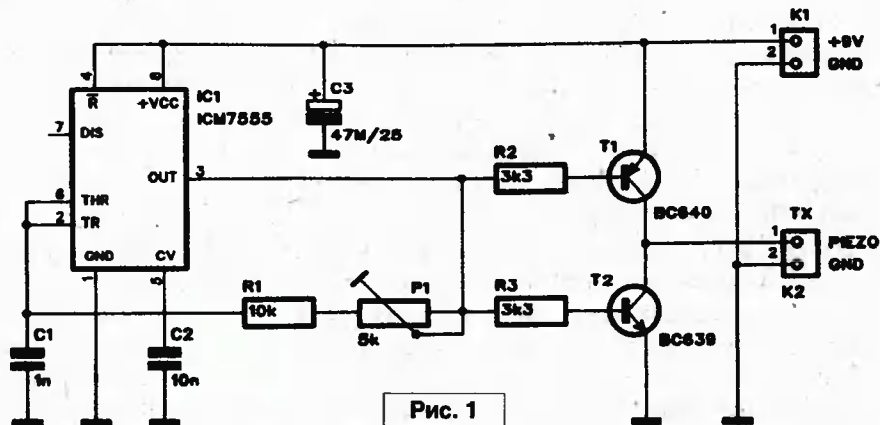 K1
1
+9V
2
GND
4
8
R
+VCC
IC1
ICM7555
C3
+
47M/25
7
DIS
OUT
3
R2
3k3
T1
BC640
6
THR
2
TR
TX
1
PIEZO
2
GND
K2
GND
CV
1
5
R1
10k
P1
5k
R3
3k3
T2
BC639
C1
1n
C2
10n
Рис. 1